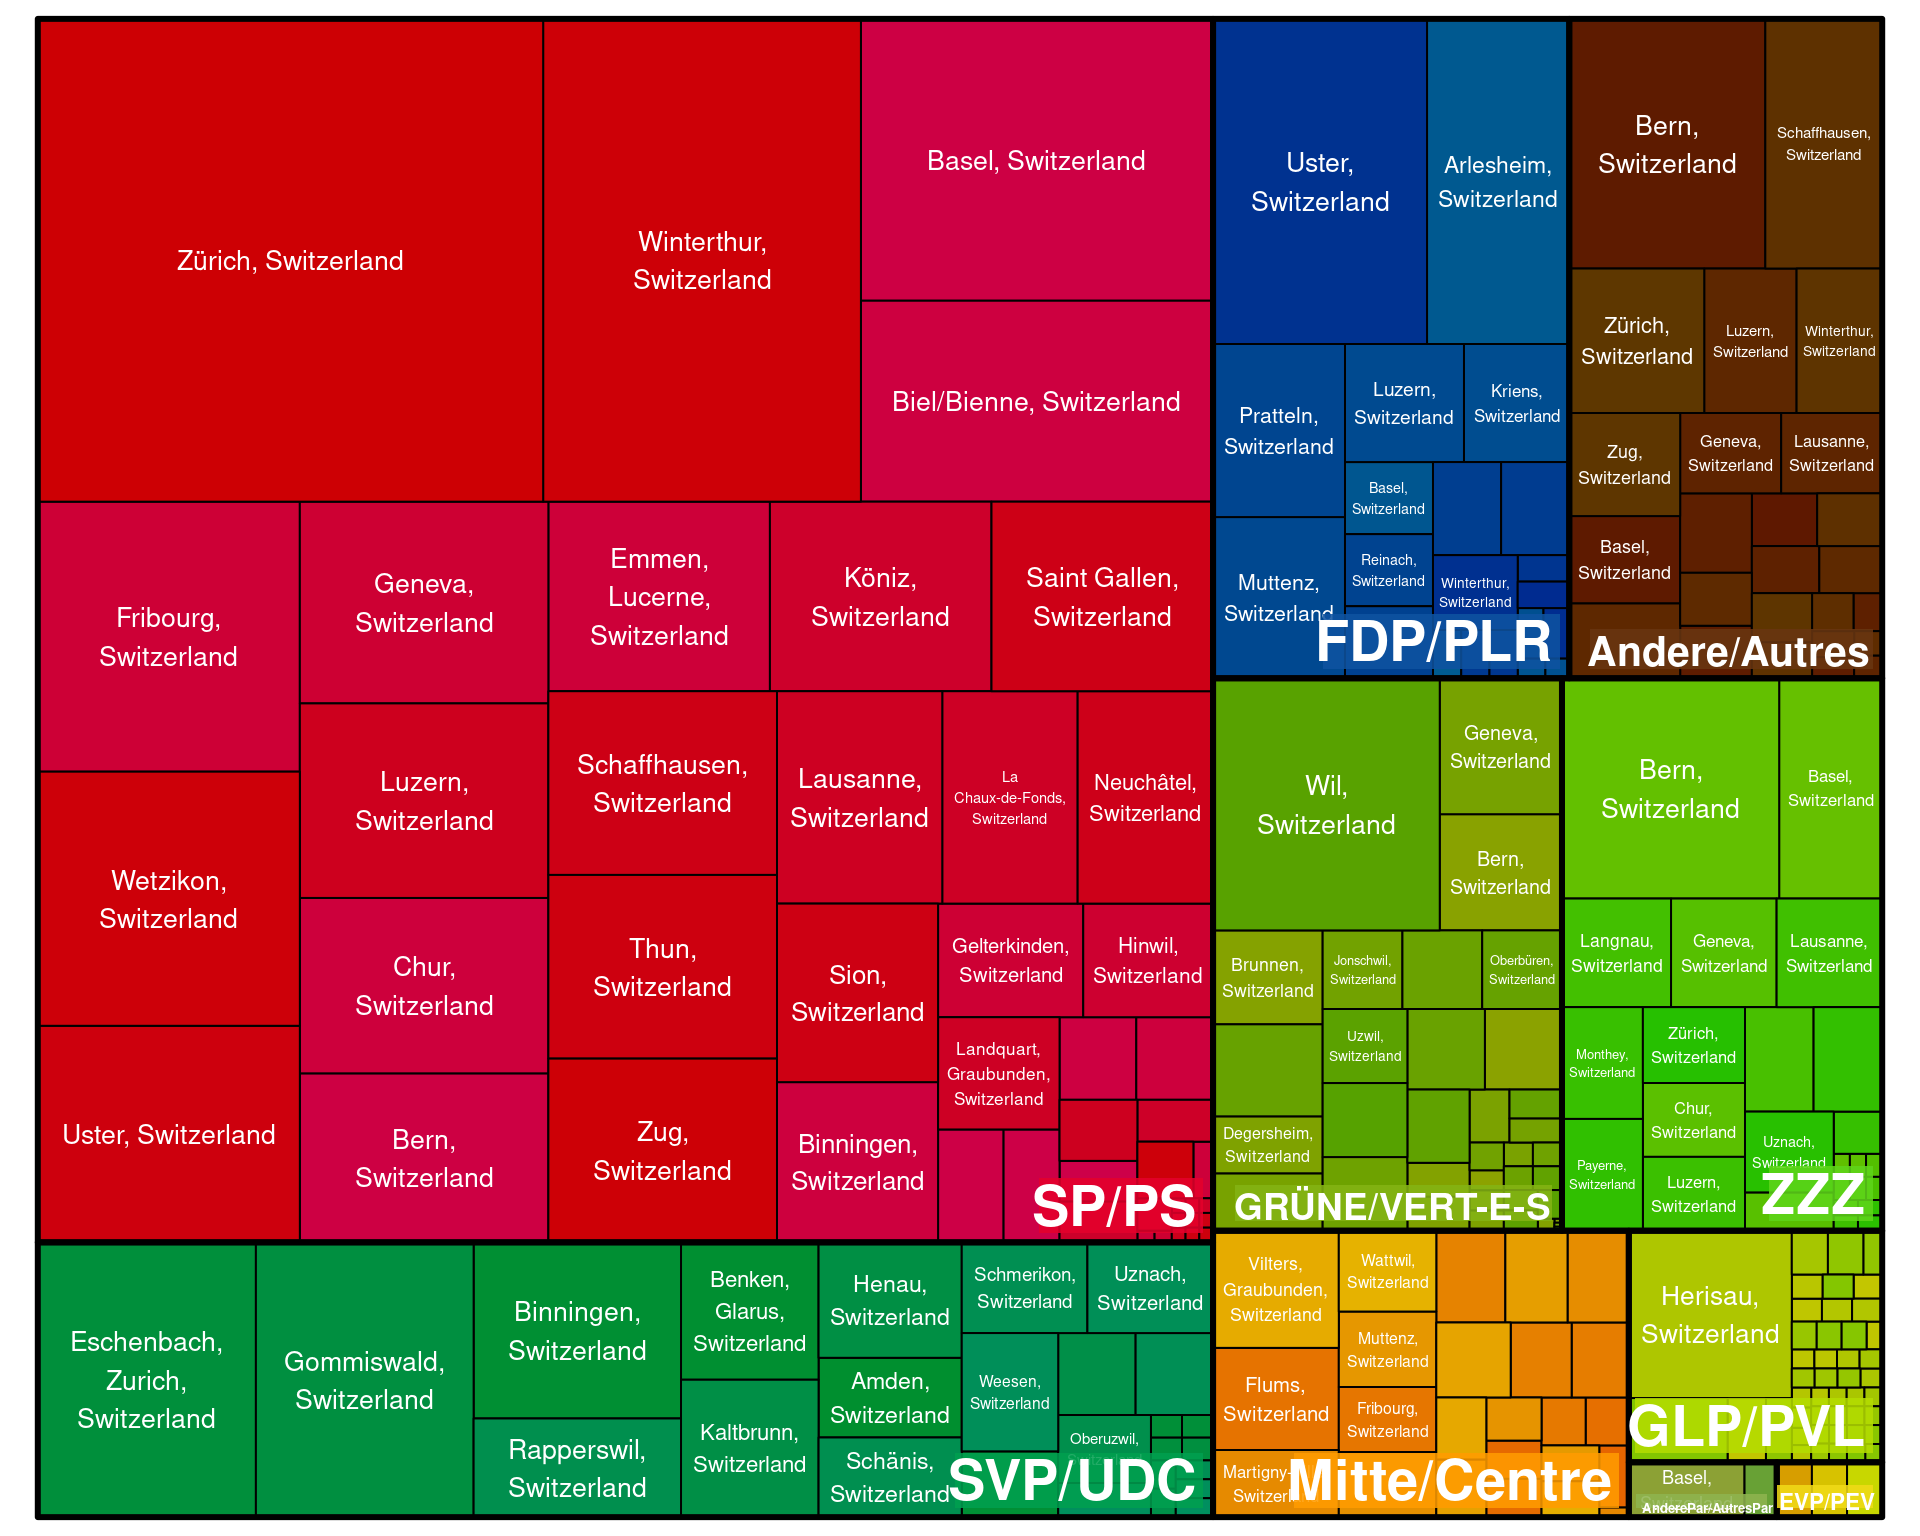 Zürich, Switzerland
Winterthur,
Switzerland
Basel, Switzerland
Biel/Bienne, Switzerland
Fribourg,
Switzerland
Geneva,
Switzerland
Emmen,
Lucerne,
Switzerland
Köniz,
Switzerland
Saint Gallen,
Switzerland
Wetzikon,
Switzerland
Luzern,
Switzerland
Schaffhausen,
Switzerland
Lausanne,
Switzerland
La
Chaux-de-Fonds,
Switzerland
Neuchâtel,
Switzerland
Chur,
Switzerland
Thun,
Switzerland
Sion,
Switzerland
Gelterkinden,
Switzerland
Hinwil,
Switzerland
Landquart,
Graubunden,
Switzerland
Uster, Switzerland
Bern,
Switzerland
Zug,
Switzerland
Binningen,
Switzerland
SP/PS
Eschenbach,
Zurich,
Switzerland
Gommiswald,
Switzerland
Binningen,
Switzerland
Rapperswil,
Switzerland
Benken,
Glarus,
Switzerland
Kaltbrunn,
Switzerland
Henau,
Switzerland
Amden,
Switzerland
Schänis,
Switzerland
Schmerikon,
Switzerland
Uznach,
Switzerland
Weesen,
Switzerland
Oberuzwil,
SVP/UDC
Uster,
Switzerland
Arlesheim,
Switzerland
Pratteln,
Switzerland
Luzern,
Switzerland
Kriens,
Switzerland
Basel,
Switzerland
Reinach,
Switzerland
Muttenz,
Switzerland
Winterthur,
Switzerland
FDP/PLR
Bern,
Switzerland
Schaffhausen,
Switzerland
Zürich,
Switzerland
Luzern,
Switzerland
Winterthur,
Switzerland
Zug,
Switzerland
Geneva,
Switzerland
Lausanne,
Switzerland
Basel,
Switzerland
Andere/Autres
Wil,
Switzerland
Geneva,
Switzerland
Bern,
Switzerland
Brunnen,
Switzerland
Jonschwil,
Switzerland
Oberbüren,
Switzerland
Uzwil,
Switzerland
Degersheim,
Switzerland
GRÜNE/VERT-E-S
Bern,
Switzerland
Basel,
Switzerland
Langnau,
Switzerland
Geneva,
Switzerland
Lausanne,
Switzerland
Monthey,
Switzerland
Zürich,
Switzerland
Chur,
Switzerland
Payerne,
Switzerland
Luzern,
Switzerland
Uznach,
Switzerland
ZZZ
Vilters,
Graubunden,
Switzerland
Wattwil,
Switzerland
Muttenz,
Switzerland
Flums,
Switzerland
Fribourg,
Switzerland
Mitte/Centre
Herisau,
Switzerland
GLP/PVL
Basel,
AnderePar/AutresPar
EVP/PEV